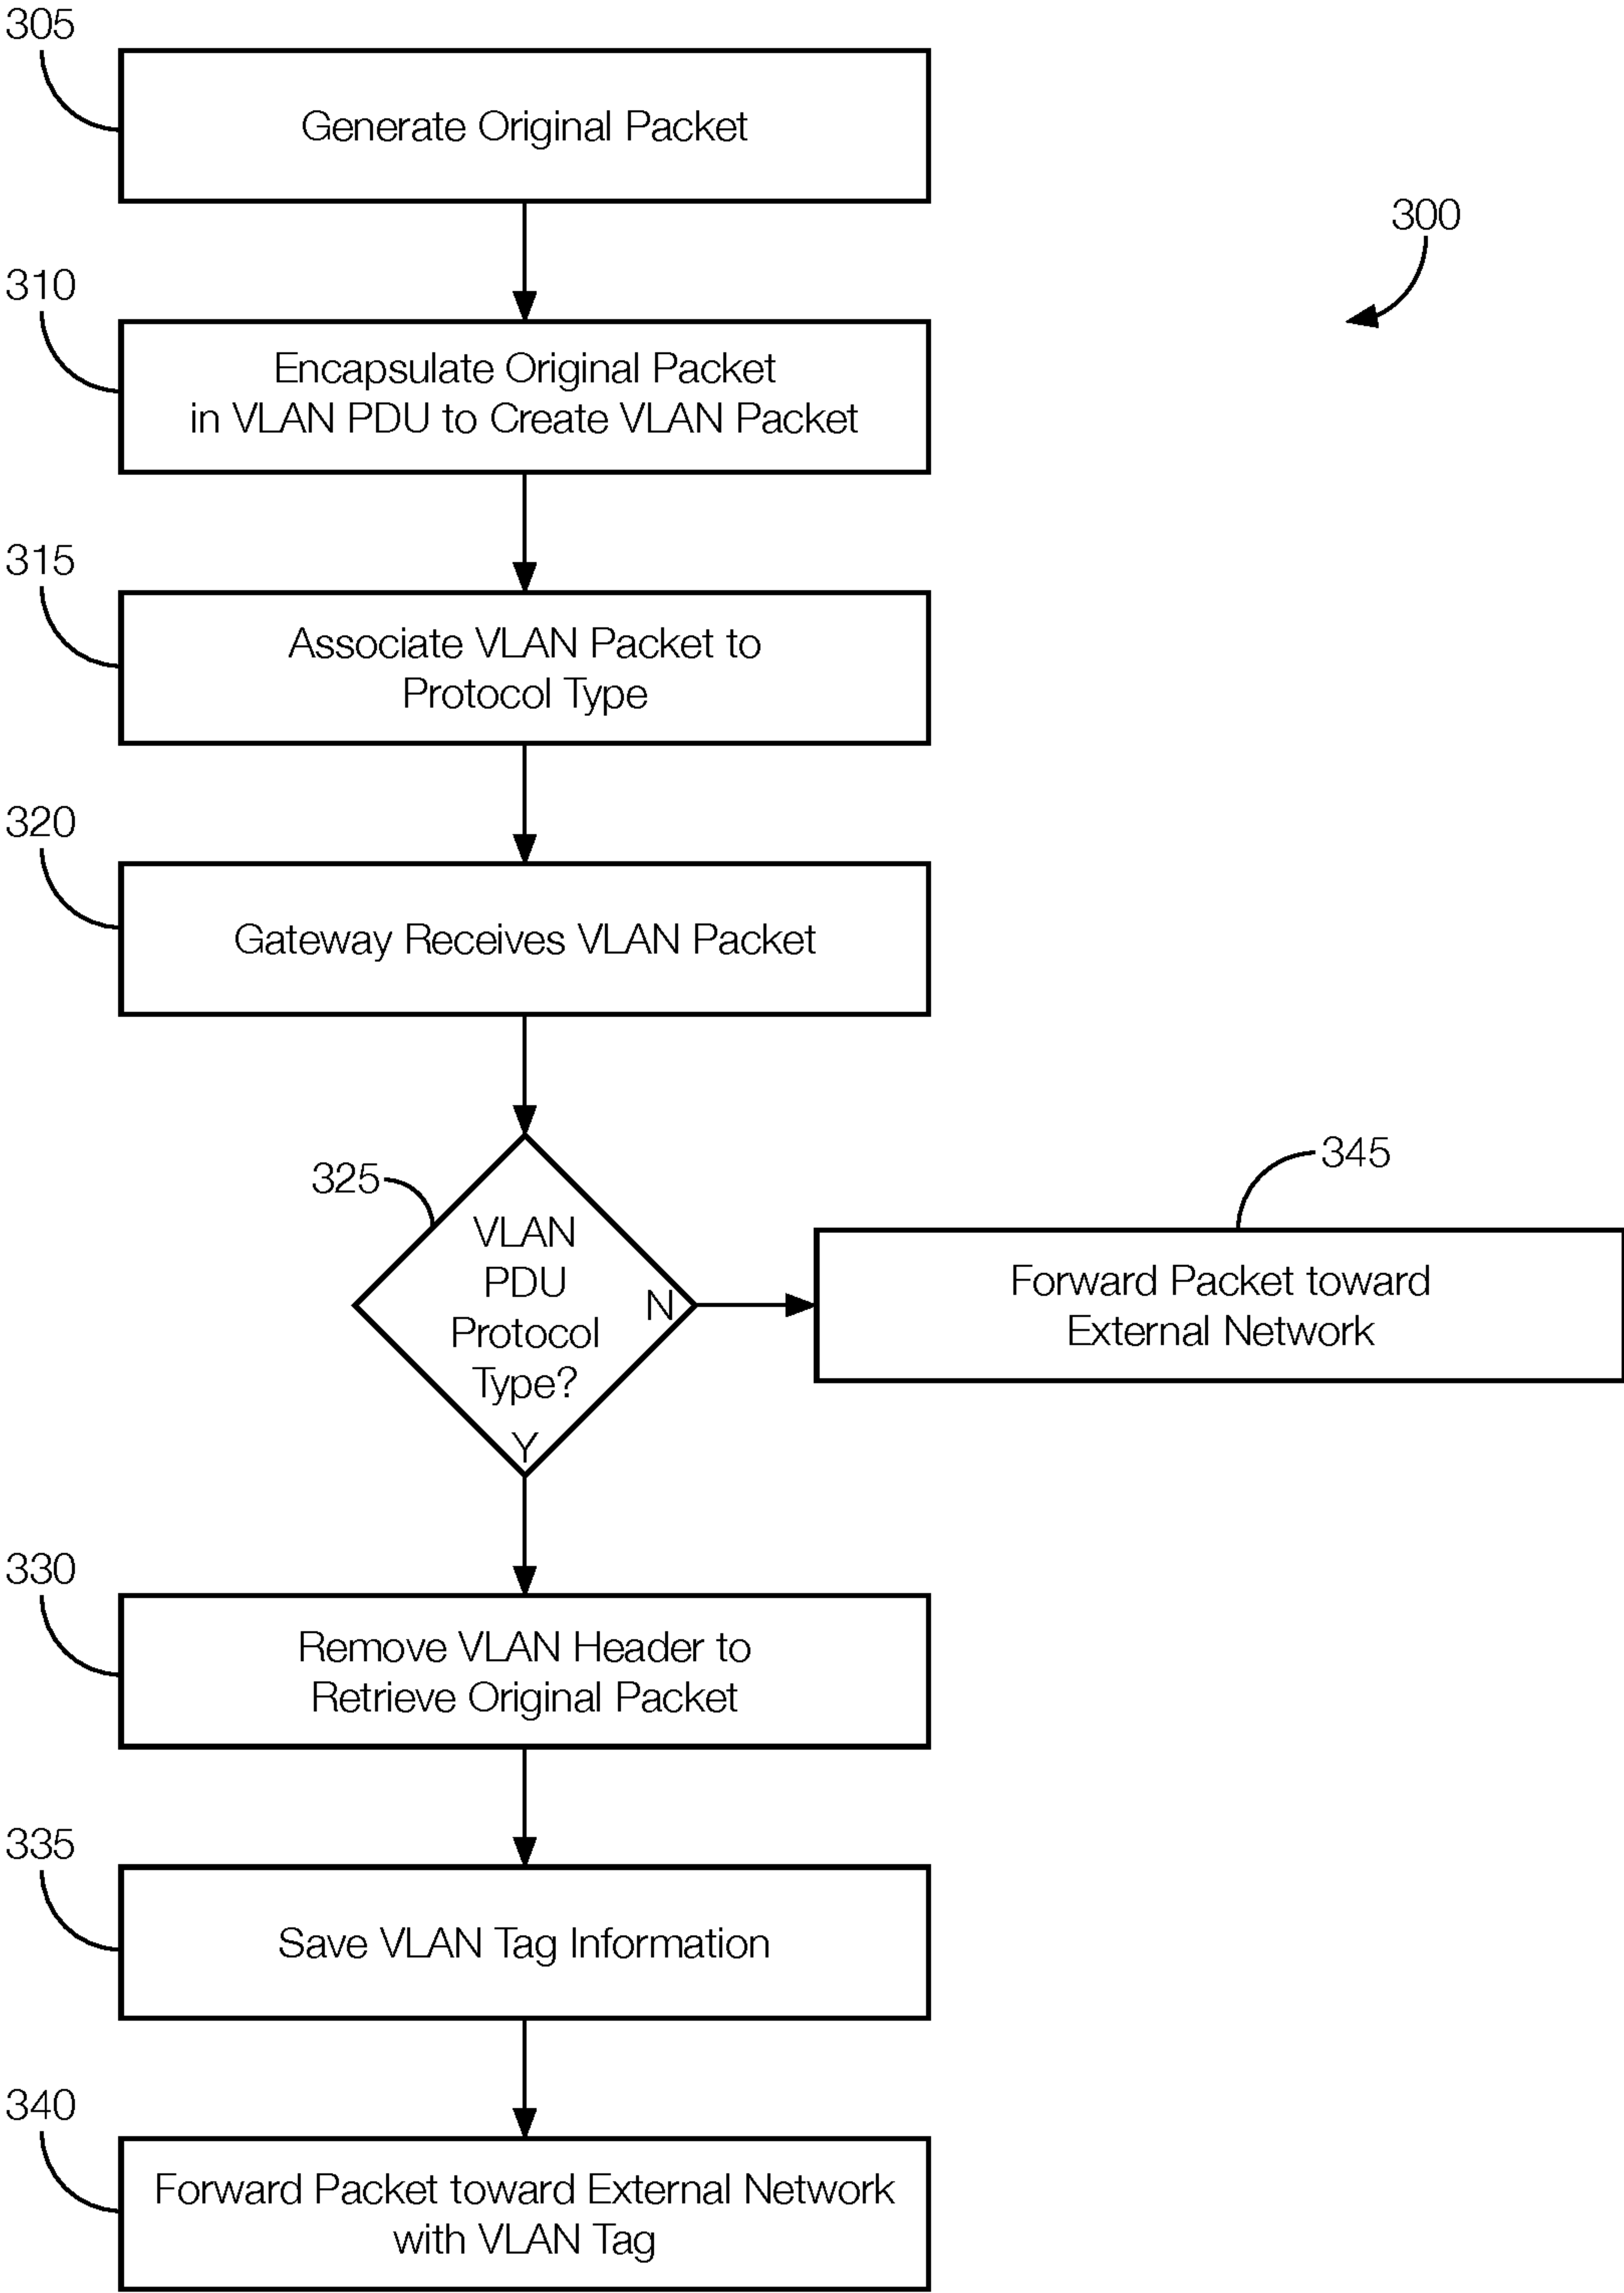 305
Generate Original Packet
300
310
Encapsulate Original Packet
in VLAN PDU to Create VLAN Packet
315
Associate VLAN Packet to
Protocol Type
320
Gateway Receives VLAN Packet
325
VLAN
PDU
Protocol
Type?
N
Y
345
Forward Packet toward
External Network
330
Remove VLAN Header to
Retrieve Original Packet
335
Save VLAN Tag Information
340
Forward Packet toward External Network
with VLAN Tag